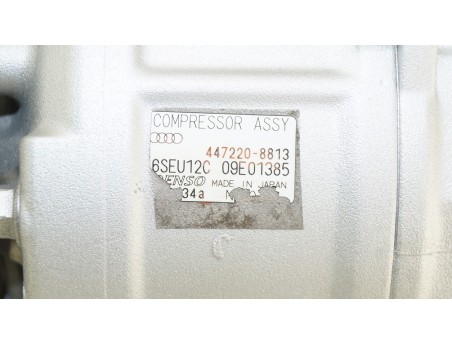 COMPRESSOR ASSY
447220-8813
6SEU12C 09E01385
DENSO MADE IN JAPAN
34a